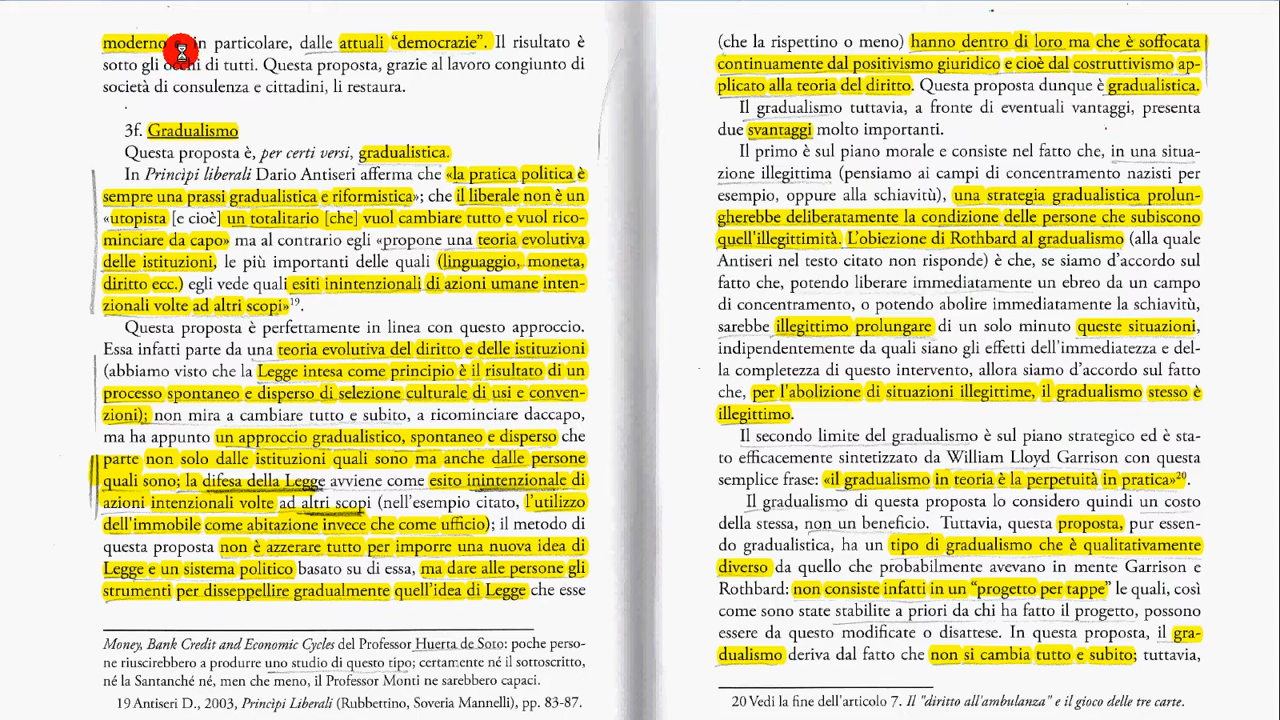 moderno e, in particolare, dalle attuali “democrazie”. Il risultato è
sotto gli occhi di tutti. Questa proposta, grazie al lavoro congiunto di
società di consulenza e cittadini, li restaura.
3f. Gradualismo
Questa proposta è, per certi versi, gradualistica.
In Princìpi liberali Dario Antiseri afferma che «la pratica politica è
sempre una prassi gradualistica e riformistica»; che il liberale non è un
«utopista [e cioè] un totalitario [che] vuol cambiare tutto e vuol rico-
minciare da capo» ma al contrario egli «propone una teoria evolutiva
delle istituzioni, le più importanti delle quali (linguaggio, moneta,
diritto ecc.) egli vede quali esiti inintenzionali di azioni umane inten-
zionali volte ad altri scopi»19.
Questa proposta è perfettamente in linea con questo approccio.
Essa infatti parte da una teoria evolutiva del diritto e delle istituzioni
(abbiamo visto che la Legge intesa come principio è il risultato di un
processo spontaneo e disperso di selezione culturale di usi e conven-
zioni); non mira a cambiare tutto e subito, a ricominciare daccapo,
ma ha appunto un approccio gradualistico, spontaneo e disperso che
parte non solo dalle istituzioni quali sono ma anche dalle persone
quali sono; la difesa della Legge avviene come esito inintenzionale di
azioni intenzionali volte ad altri scopi (nell’esempio citato, l’utilizzo
dell’immobile come abitazione invece che come ufficio); il metodo di
questa proposta non è azzerare tutto per imporre una nuova idea di
Legge e un sistema politico basato su di essa, ma dare alle persone gli
strumenti per disseppellire gradualmente quell’idea di Legge che esse
Money, Bank Credit and Economic Cycles del Professor Huerta de Soto: poche perso-
ne riuscirebbero a produrre uno studio di questo tipo; certamente né il sottoscritto,
né la Santanché né, men che meno, il Professor Monti ne sarebbero capaci.
19 Antiseri D., 2003, Princìpi Liberali (Rubbettino, Soveria Mannelli), pp. 83-87.
(che la rispettino o meno) hanno dentro di loro ma che è soffocata
continuamente dal positivismo giuridico e cioè dal costruttivismo ap-
plicato alla teoria del diritto. Questa proposta dunque è gradualistica.
Il gradualismo tuttavia, a fronte di eventuali vantaggi, presenta
due svantaggi molto importanti.
Il primo è sul piano morale e consiste nel fatto che, in una situa-
zione illegittima (pensiamo ai campi di concentramento nazisti per
esempio, oppure alla schiavitù), una strategia gradualistica prolun-
gherebbe deliberatamente la condizione delle persone che subiscono
quell’illegittimità. L’obiezione di Rothbard al gradualismo (alla quale
Antiseri nel testo citato non risponde) è che, se siamo d’accordo sul
fatto che, potendo liberare immediatamente un ebreo da un campo
di concentramento, o potendo abolire immediatamente la schiavitù,
sarebbe illegittimo prolungare di un solo minuto queste situazioni,
indipendentemente da quali siano gli effetti dell’immediatezza e del-
la completezza di questo intervento, allora siamo d’accordo sul fatto
che, per l’abolizione di situazioni illegittime, il gradualismo stesso è
illegittimo.
Il secondo limite del gradualismo è sul piano strategico ed è sta-
to efficacemente sintetizzato da William Lloyd Garrison con questa
semplice frase: «il gradualismo in teoria è la perpetuità in pratica»20.
Il gradualismo di questa proposta lo considero quindi un costo
della stessa, non un beneficio. Tuttavia, questa proposta, pur essen-
do gradualistica, ha un tipo di gradualismo che è qualitativamente
diverso da quello che probabilmente avevano in mente Garrison e
Rothbard: non consiste infatti in un “progetto per tappe” le quali, così
come sono state stabilite a priori da chi ha fatto il progetto, possono
essere da questo modificate o disattese. In questa proposta, il gra-
dualismo deriva dal fatto che non si cambia tutto e subito; tuttavia,
20 Vedi la fine dell'articolo 7. Il "diritto all'ambulanza" e il gioco delle tre carte.